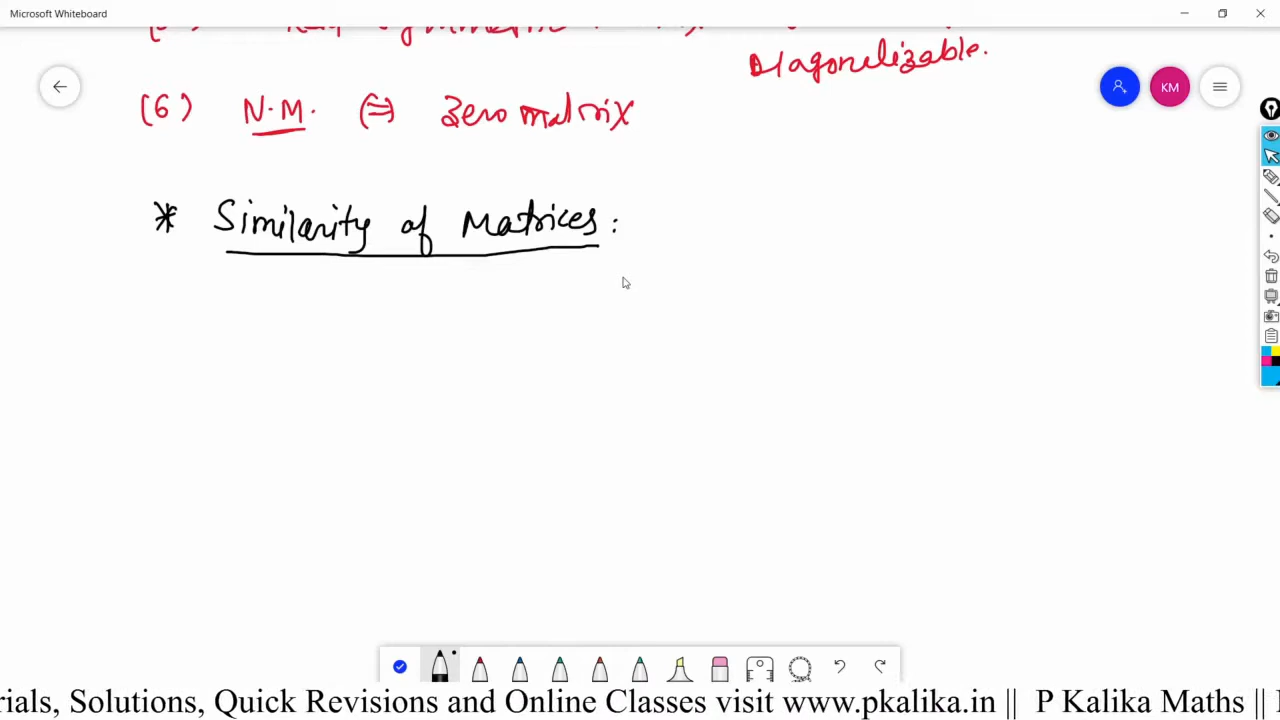 Microsoft Whiteboard
Diagonelizable.
(6) N.M. ⇔ Zero matrix
KM
* Similarity of Matrices :
rials, Solutions, Quick Revisions and Online Classes visit www.pkalika.in || P Kalika Maths ||